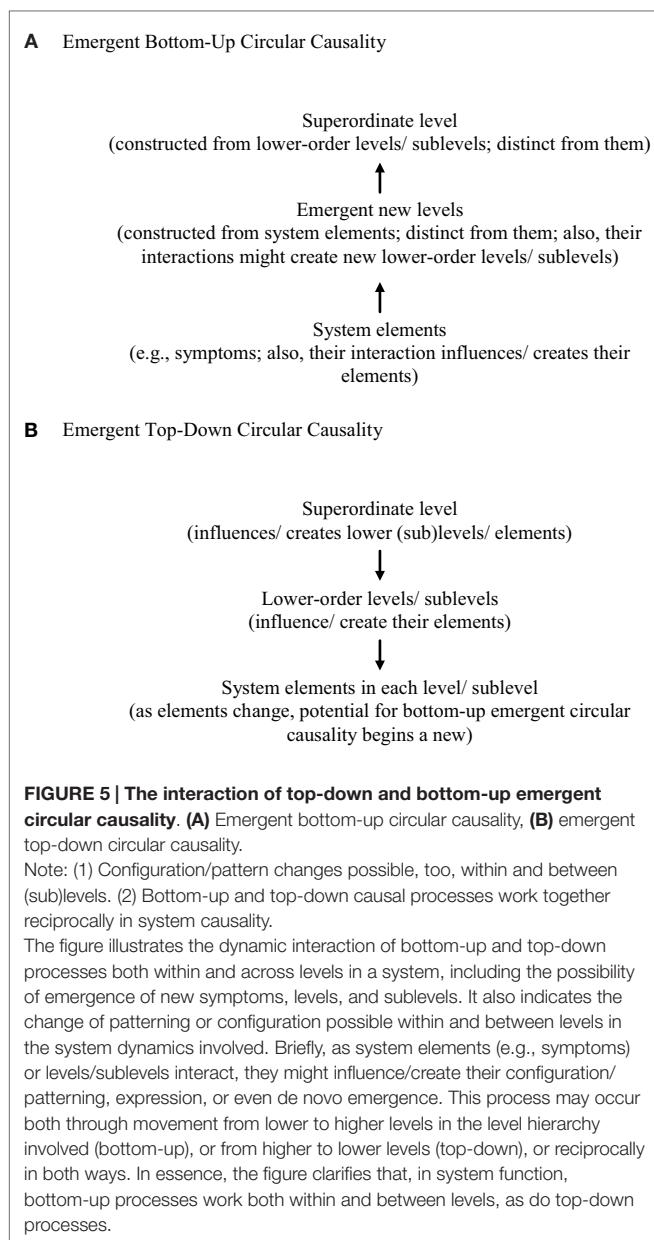 A Emergent Bottom-Up Circular Causality
Superordinate level
(constructed from lower-order levels/ sublevels; distinct from them)
Emergent new levels
(constructed from system elements; distinct from them; also, their
interactions might create new lower-order levels/ sublevels)
System elements
(e.g., symptoms; also, their interaction influences/ creates their
elements)
B Emergent Top-Down Circular Causality
Superordinate level
(influences/ creates lower (sub)levels/ elements)
Lower-order levels/ sublevels
(influence/ create their elements)
System elements in each level/ sublevel
(as elements change, potential for bottom-up emergent circular
causality begins a new)
FIGURE 5 | The interaction of top-down and bottom-up emergent
circular causality. (A) Emergent bottom-up circular causality, (B) emergent
top-down circular causality.
Note: (1) Configuration/pattern changes possible, too, within and between
(sub)levels. (2) Bottom-up and top-down causal processes work together
reciprocally in system causality.
The figure illustrates the dynamic interaction of bottom-up and top-down
processes both within and across levels in a system, including the possibility
of emergence of new symptoms, levels, and sublevels. It also indicates the
change of patterning or configuration possible within and between levels in
the system dynamics involved. Briefly, as system elements (e.g., symptoms)
or levels/sublevels interact, they might influence/create their configuration/
patterning, expression, or even de novo emergence. This process may occur
both through movement from lower to higher levels in the level hierarchy
involved (bottom-up), or from higher to lower levels (top-down), or reciprocally
in both ways. In essence, the figure clarifies that, in system function,
bottom-up processes work both within and between levels, as do top-down
processes.